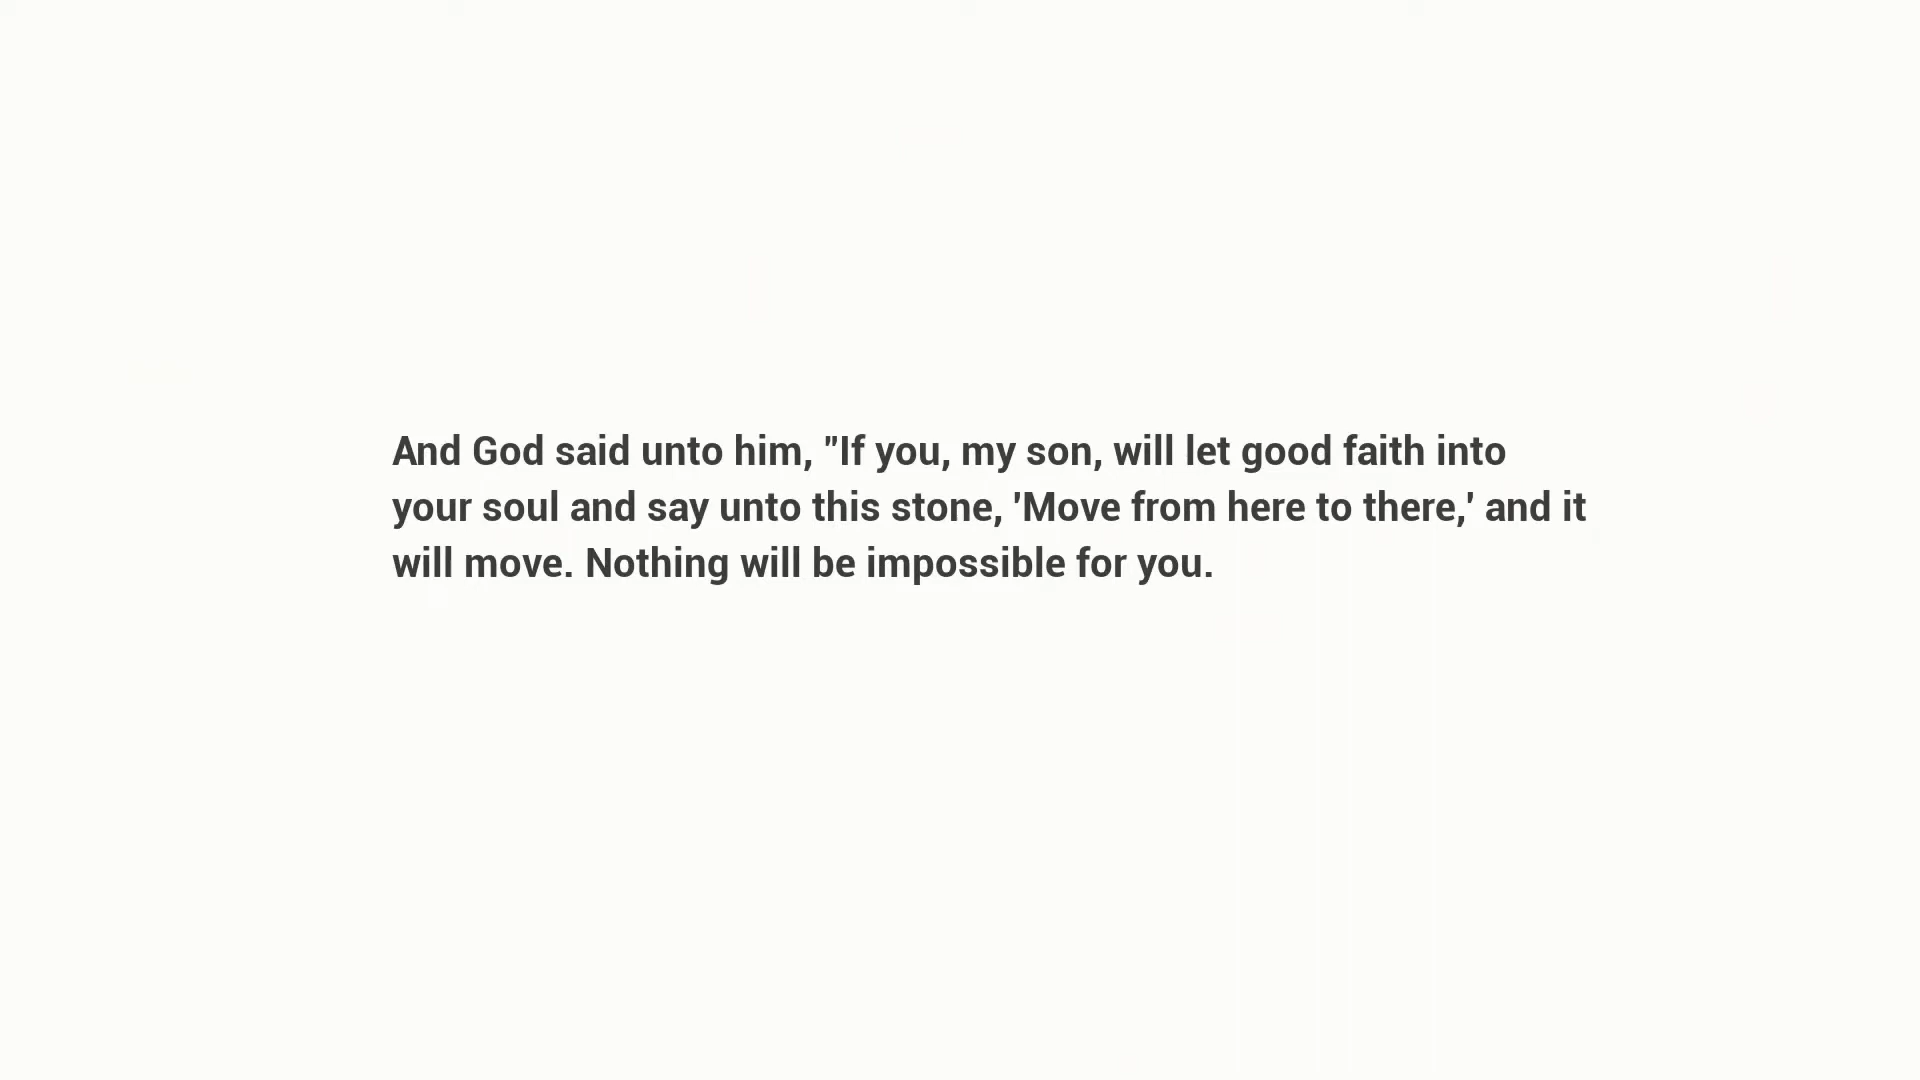 And God said unto him, "If you, my son, will let good faith into
your soul and say unto this stone, 'Move from here to there,' and it
will move. Nothing will be impossible for you.